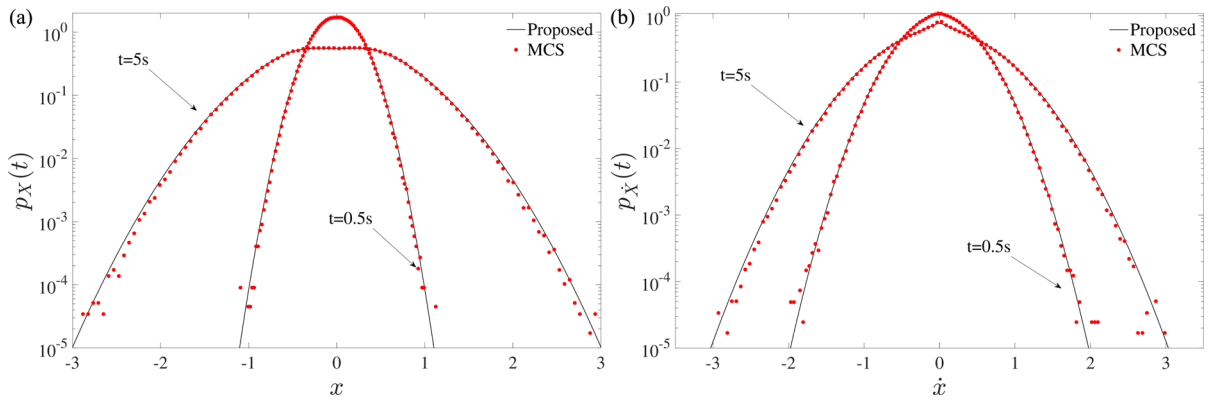 (a)
Proposed
MCS
t=5s
t=0.5s
10^0
10^-1
10^-2
10^-3
10^-4
10^-5
-3 -2 -1 0 1 2 3
p_X(t)
x
(b)
Proposed
MCS
t=5s
t=0.5s
10^0
10^-1
10^-2
10^-3
10^-4
10^-5
-3 -2 -1 0 1 2 3
p_Ẋ(t)
ẋ